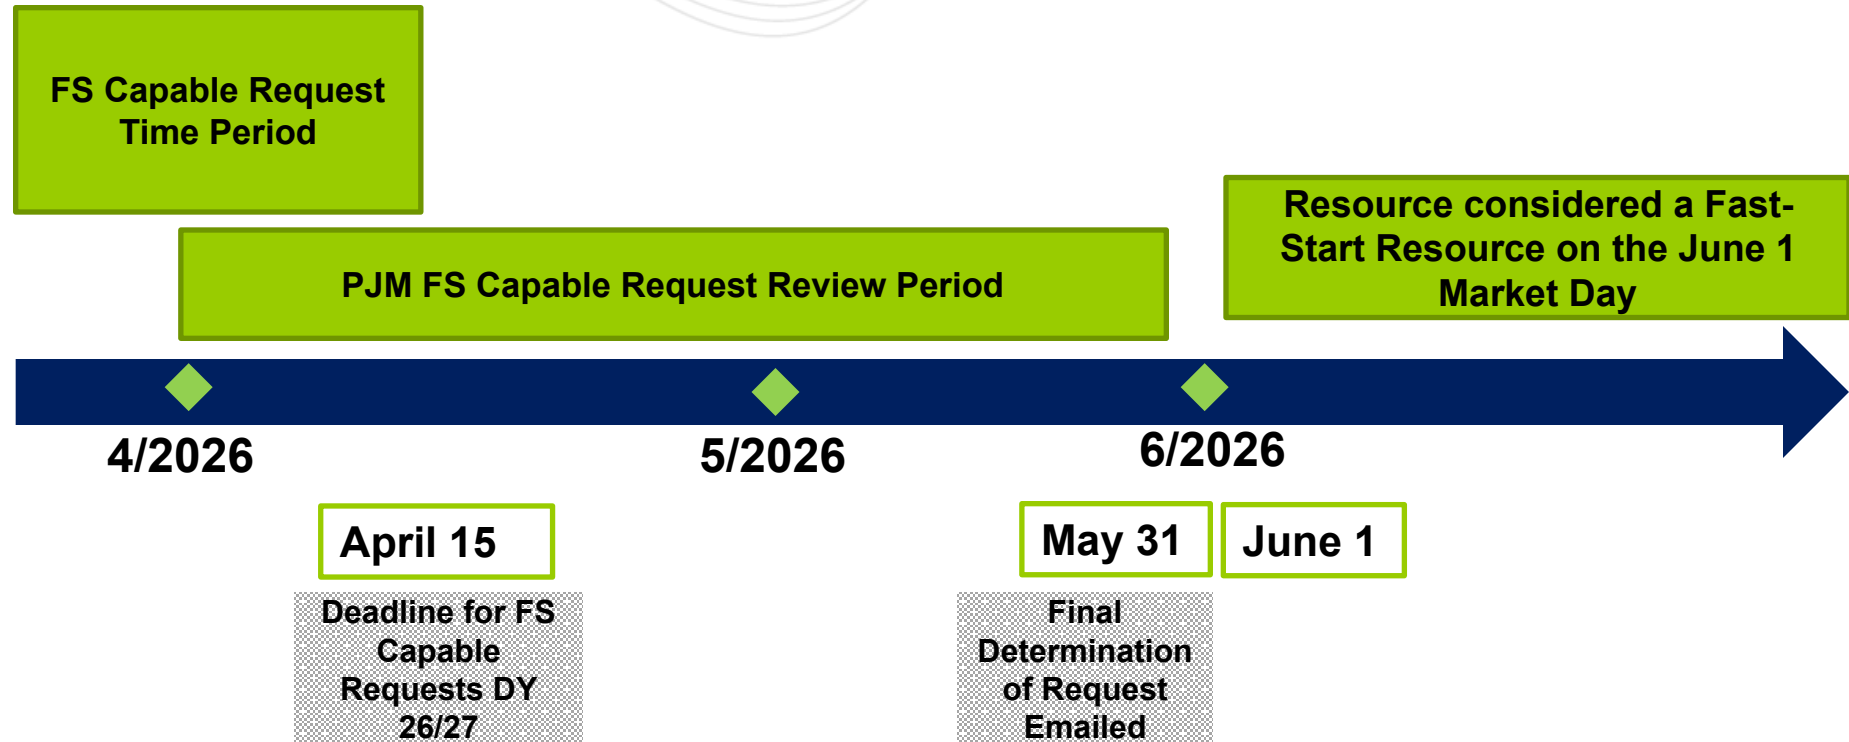 FS Capable Request
Time Period
PJM FS Capable Request Review Period
Resource considered a Fast-
Start Resource on the June 1
Market Day
4/2026
5/2026
6/2026
April 15
May 31
June 1
Deadline for FS
Capable
Requests DY
26/27
Final
Determination
of Request
Emailed